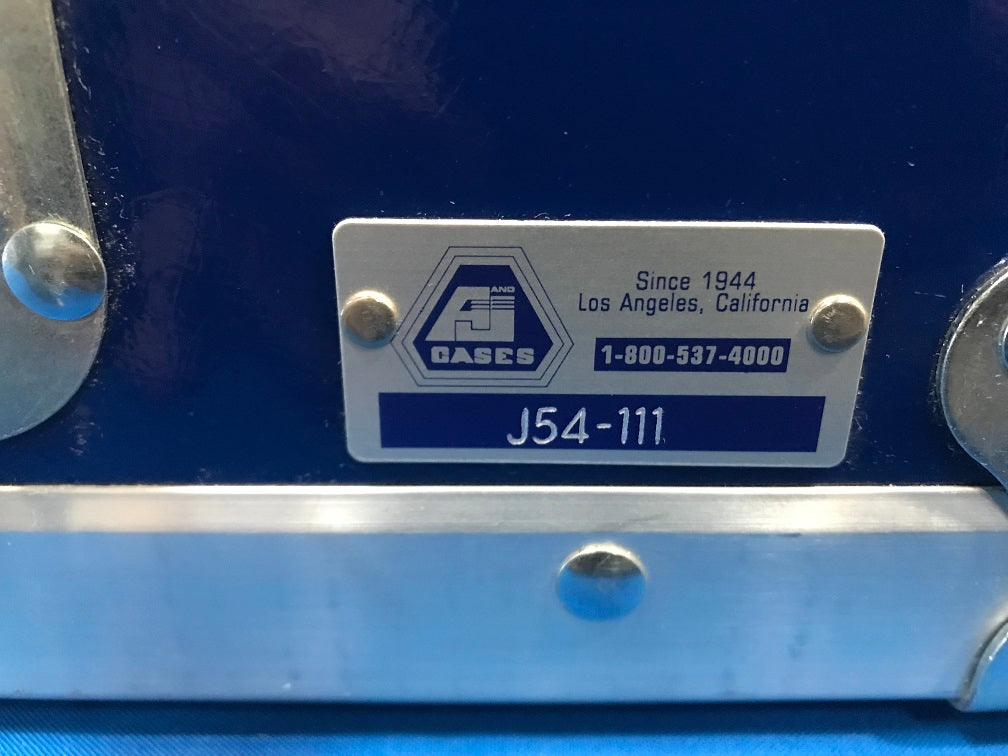 A AND J
CASES
Since 1944
Los Angeles, California
1-800-537-4000
J54-111